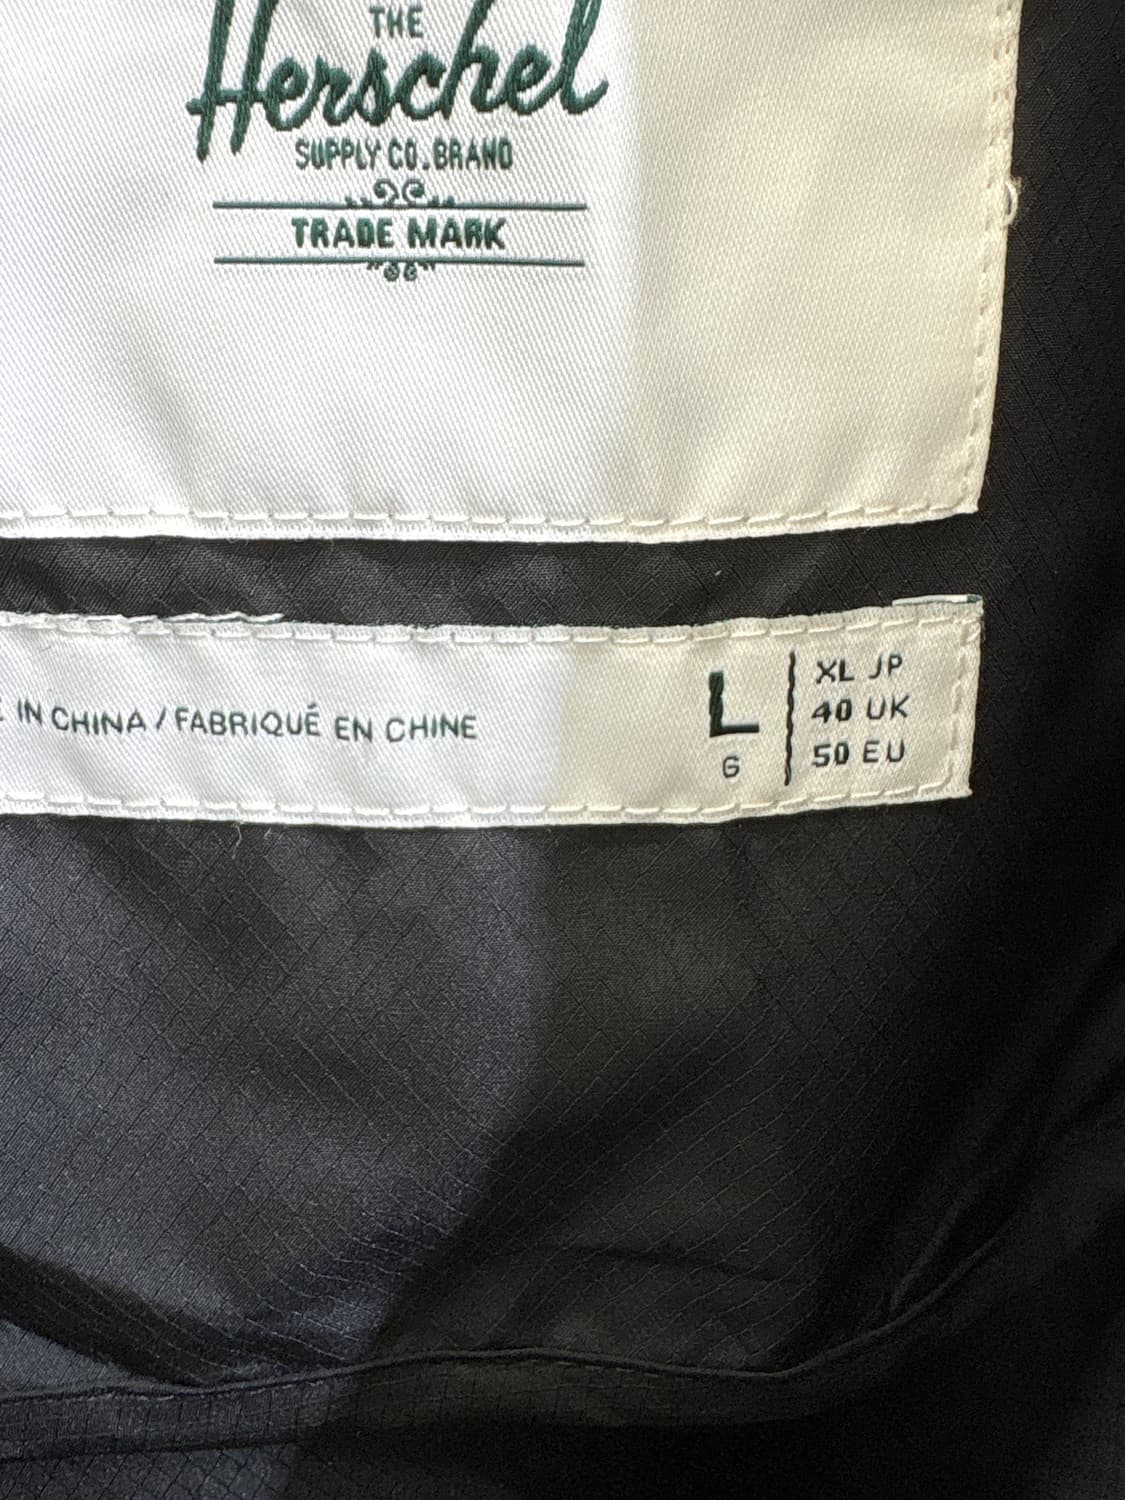 THE
Herschel
SUPPLY CO. BRAND
TRADE MARK
IN CHINA / FABRIQUÉ EN CHINE
L
G
XL JP
40 UK
50 EU